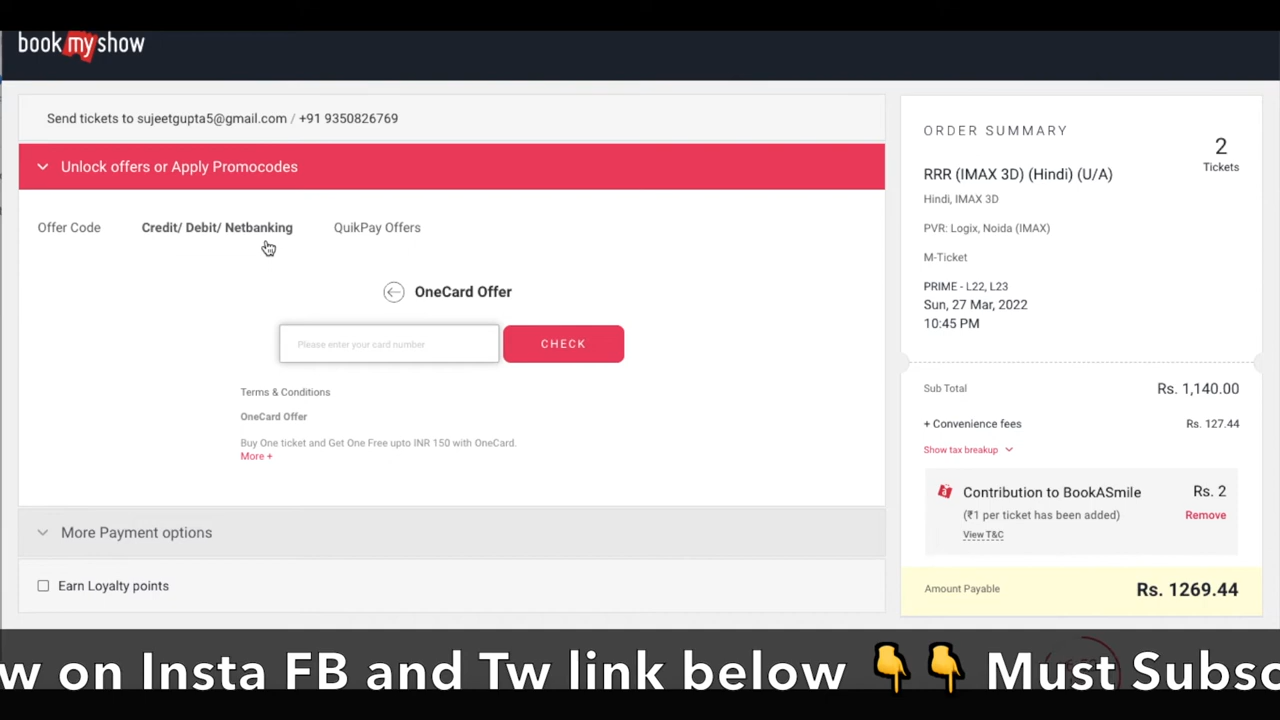 book my show
Send tickets to sujeetgupta5@gmail.com / +91 9350826769
Unlock offers or Apply Promocodes
Offer Code
Credit/ Debit/ Netbanking
QuikPay Offers
OneCard Offer
Please enter your card number
CHECK
Terms & Conditions
OneCard Offer
Buy One ticket and Get One Free upto INR 150 with OneCard.
More +
More Payment options
Earn Loyalty points
ORDER SUMMARY
2
Tickets
RRR (IMAX 3D) (Hindi) (U/A)
Hindi, IMAX 3D
PVR: Logix, Noida (IMAX)
M-Ticket
PRIME - L22, L23
Sun, 27 Mar, 2022
10:45 PM
Sub Total Rs. 1,140.00
+ Convenience fees Rs. 127.44
Show tax breakup
Contribution to BookASmile Rs. 2
(₹1 per ticket has been added) Remove
View T&C
Amount Payable Rs. 1269.44
w on Insta FB and Tw link below 👇👇 Must Subsc